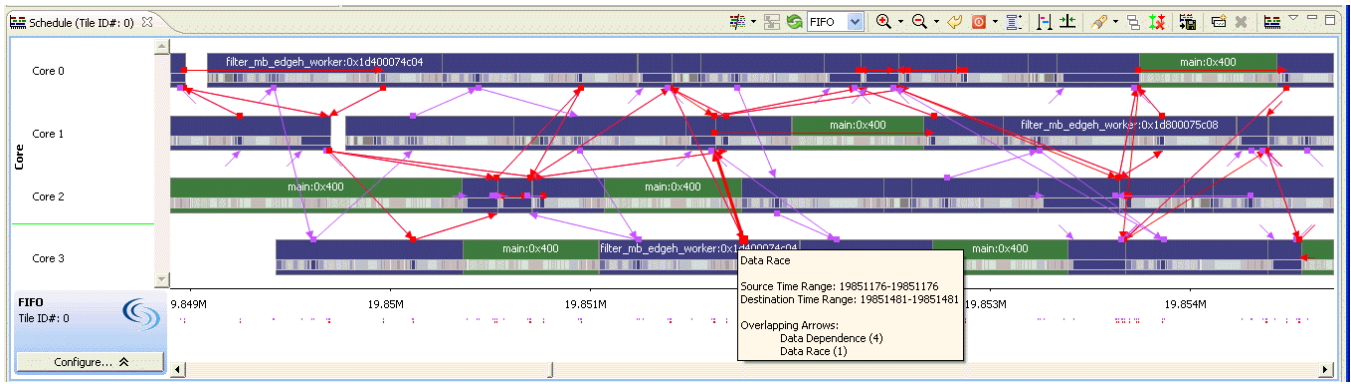 Schedule (Tile ID#: 0)
FIFO
Core
Core 0
filter_mb_edgeh_worker:0x1d400074c04
main:0x400
Core 1
main:0x400
filter_mb_edgeh_worker:0x1d800075c08
Core 2
main:0x400
main:0x400
Core 3
main:0x400
filter_mb_edgeh_worker:0x1d400074c04
main:0x400
Data Race
Source Time Range: 19851176-19851176
Destination Time Range: 19851481-19851481
Overlapping Arrows:
Data Dependence (4)
Data Race (1)
FIFO
Tile ID#: 0
Configure...
9.849M
19.85M
19.851M
19.853M
19.854M